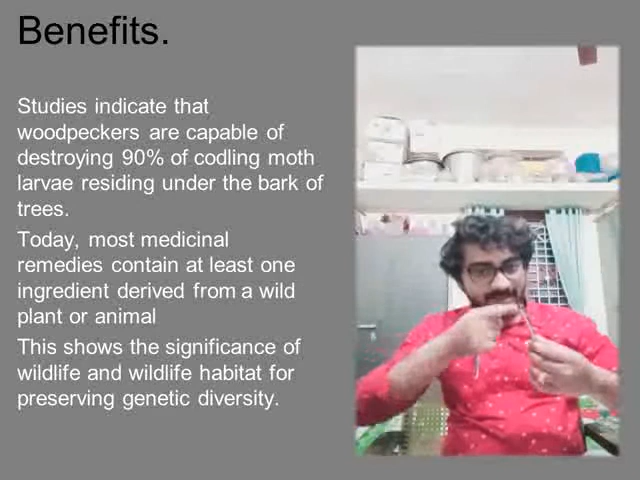 Benefits.
Studies indicate that
woodpeckers are capable of
destroying 90% of codling moth
larvae residing under the bark of
trees.
Today, most medicinal
remedies contain at least one
ingredient derived from a wild
plant or animal
This shows the significance of
wildlife and wildlife habitat for
preserving genetic diversity.